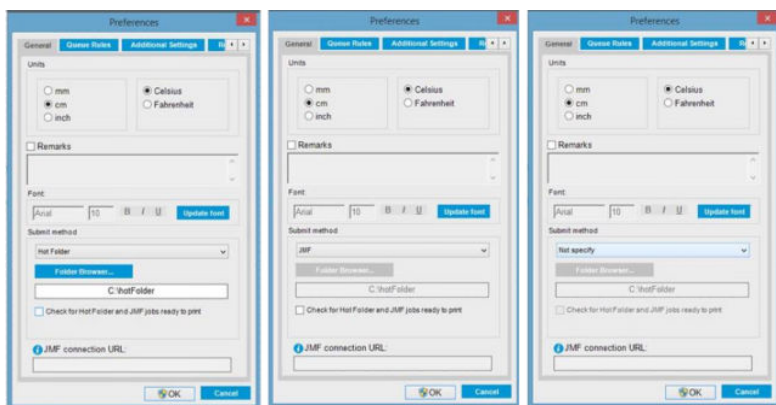 Preferences
General Queue Rules Additional Settings
Units
mm
cm
inch
Celsius
Fahrenheit
Remarks
Font:
Arial 10 B I U Update font
Submit method
Hot Folder
Folder Browser...
C:\hotFolder
Check for Hot Folder and JMF jobs ready to print
JMF connection URL:
OK Cancel
Preferences
General Queue Rules Additional Settings
Units
mm
cm
inch
Celsius
Fahrenheit
Remarks
Font:
Arial 10 B I U Update font
Submit method
JMF
Folder Browser...
C:\hotFolder
Check for Hot Folder and JMF jobs ready to print
JMF connection URL:
OK Cancel
Preferences
General Queue Rules Additional Settings
Units
mm
cm
inch
Celsius
Fahrenheit
Remarks
Font:
Arial 10 B I U Update font
Submit method
Not specify
Folder Browser...
C:\hotFolder
Check for Hot Folder and JMF jobs ready to print
JMF connection URL:
OK Cancel